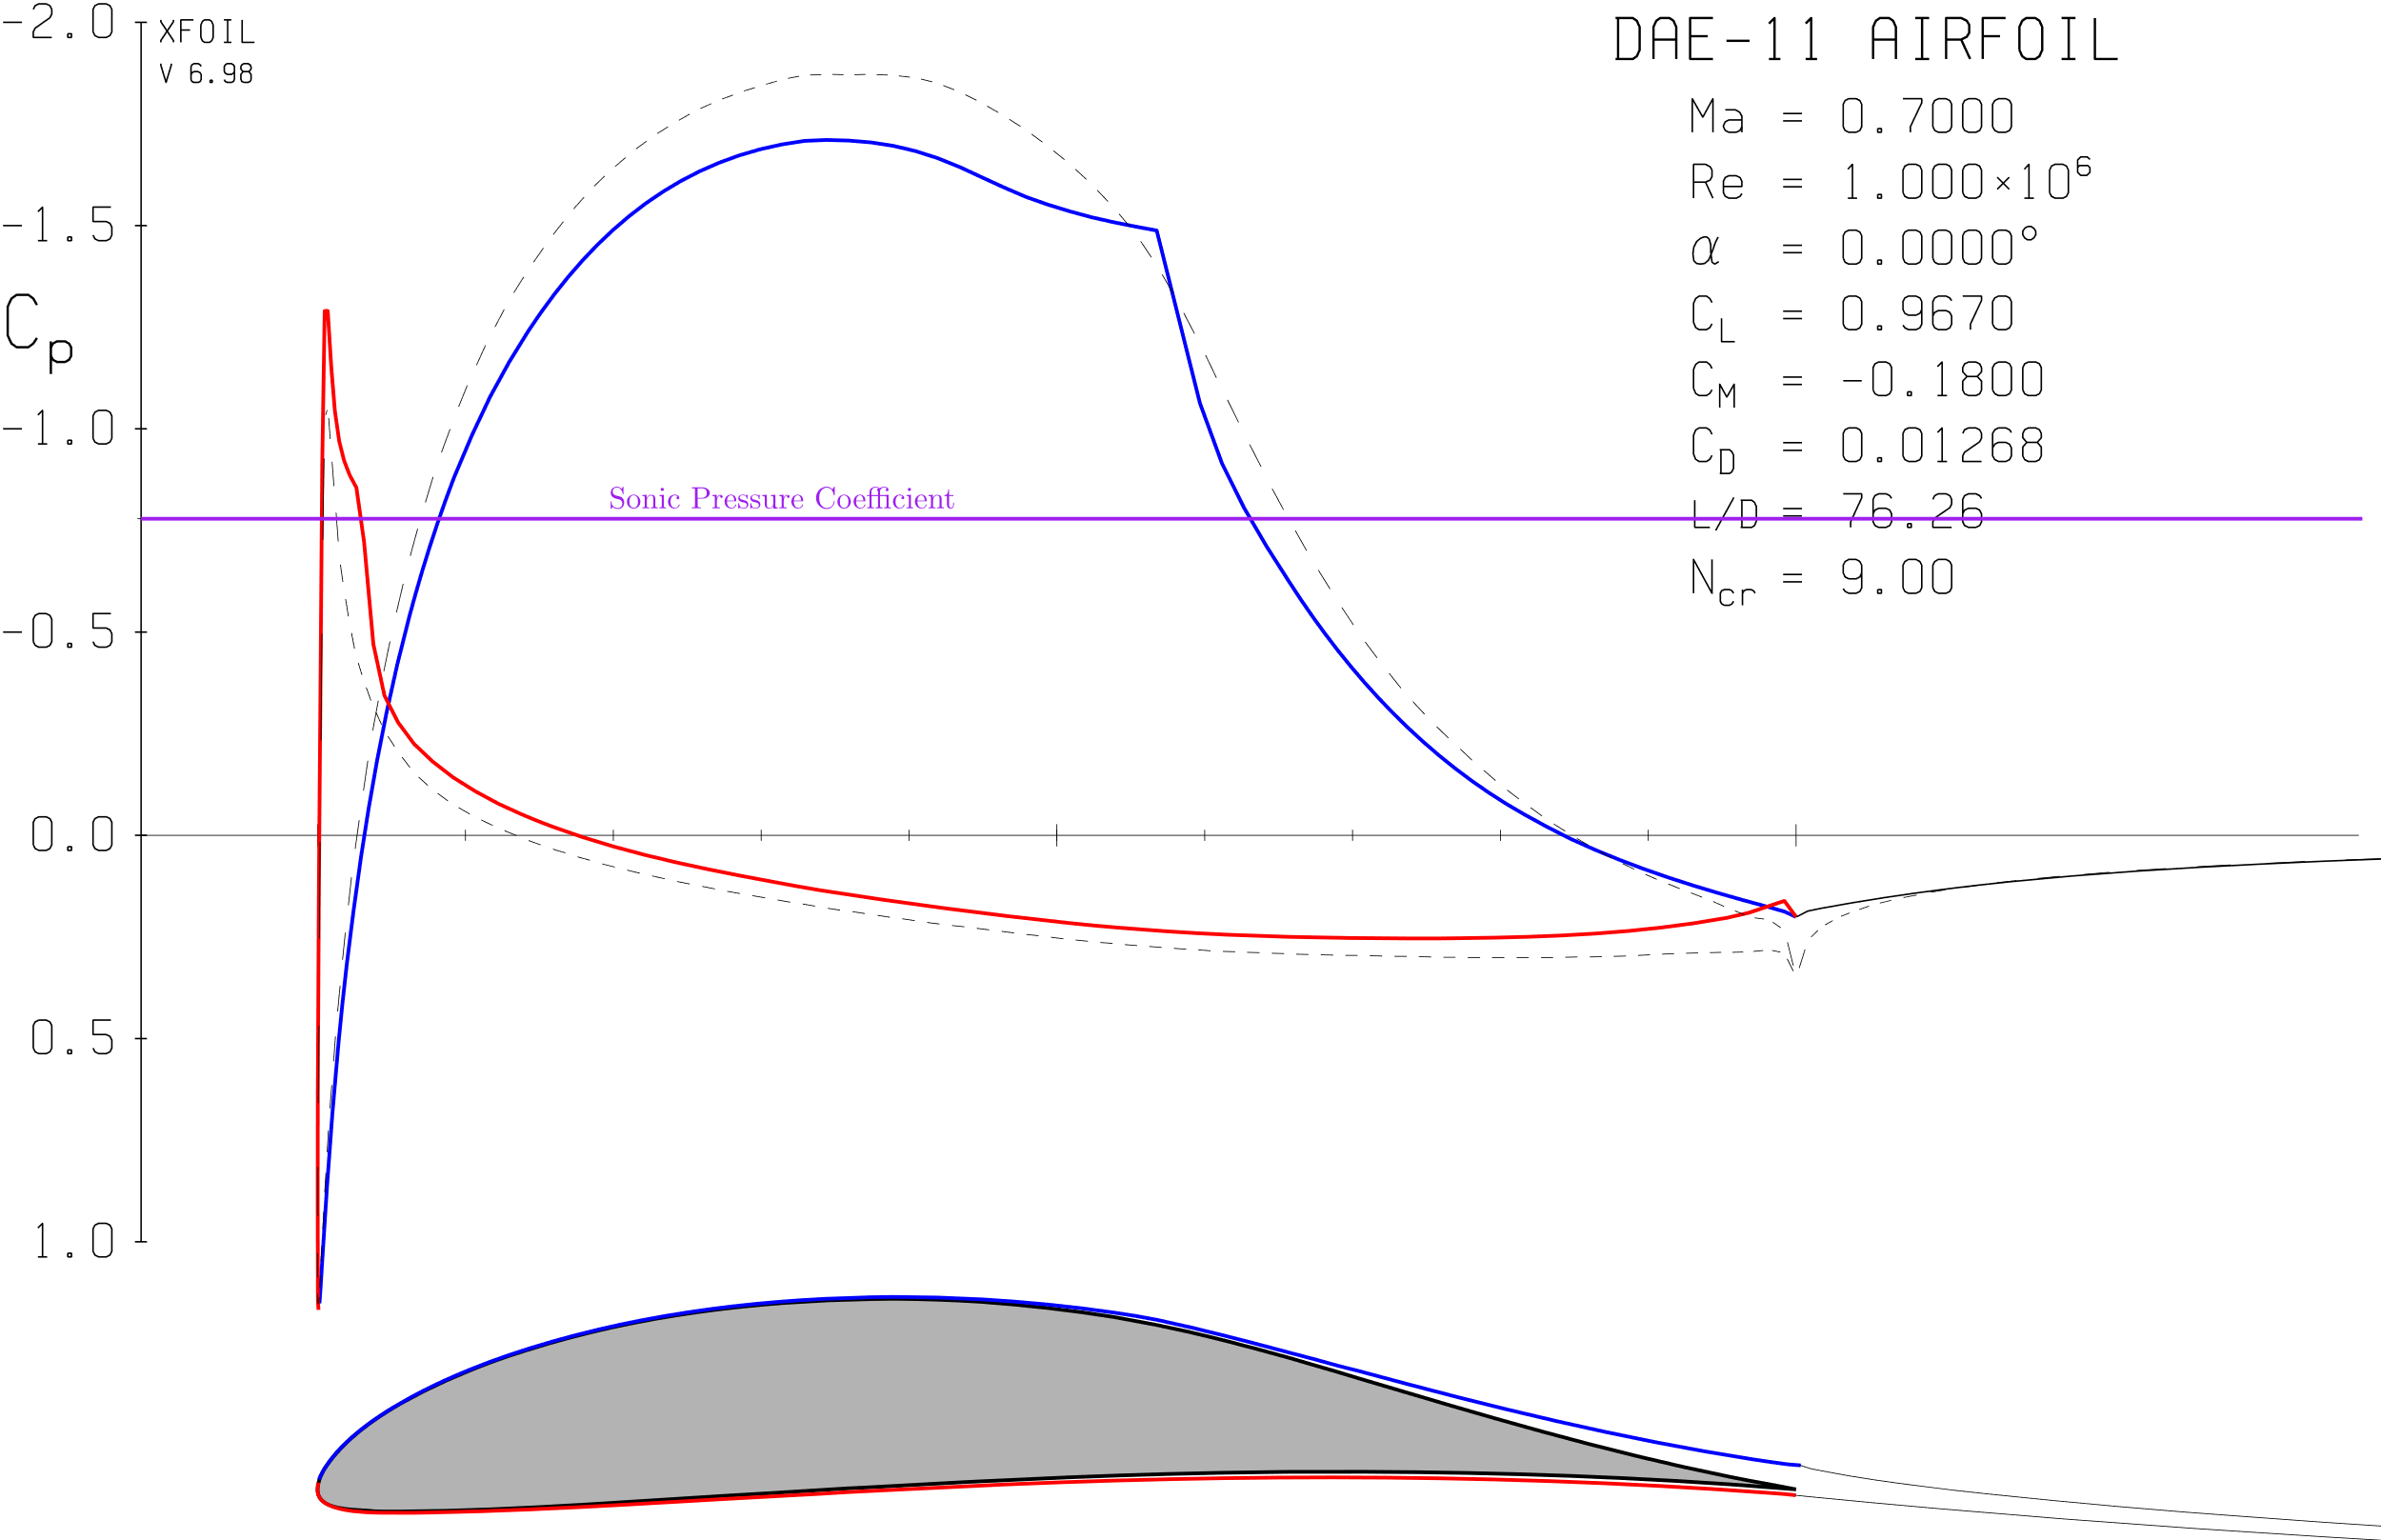 -2.0
XFOIL
V 6.98
DAE-11 AIRFOIL
Ma = 0.7000
Re = 1.000×10⁶
α = 0.0000°
C_L = 0.9670
C_M = -0.1800
C_D = 0.01268
L/D = 76.26
N_cr = 9.00
-1.5
C_p
-1.0
Sonic Pressure Coefficient
-0.5
0.0
0.5
1.0